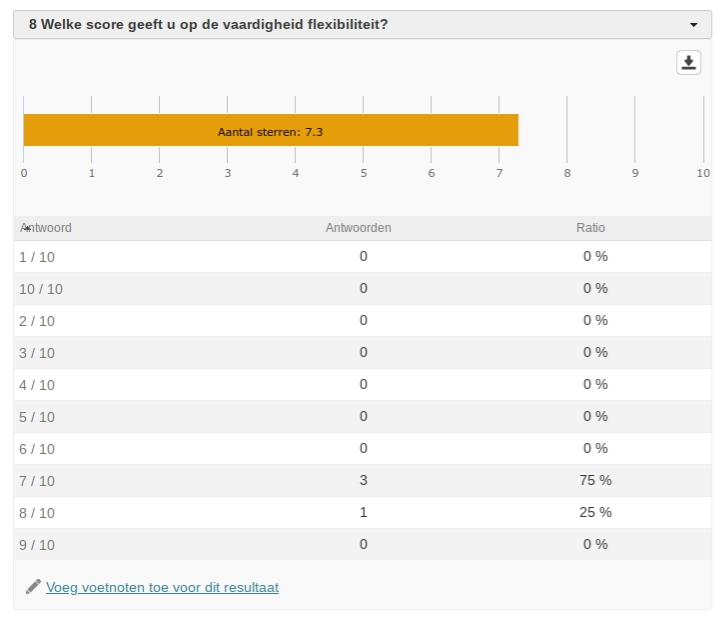 8 Welke score geeft u op de vaardigheid flexibiliteit?
Aantal sterren: 7.3
0 1 2 3 4 5 6 7 8 9 10
Antwoord Antwoorden Ratio
1 / 10 0 0 %
10 / 10 0 0 %
2 / 10 0 0 %
3 / 10 0 0 %
4 / 10 0 0 %
5 / 10 0 0 %
6 / 10 0 0 %
7 / 10 3 75 %
8 / 10 1 25 %
9 / 10 0 0 %
Voeg voetnoten toe voor dit resultaat